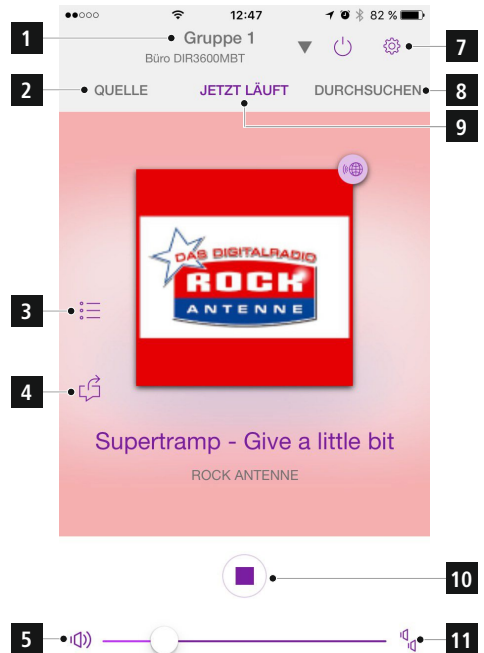 12:47
82 %
1
Gruppe 1
Büro DIR3600MBT
7
2
QUELLE
JETZT LÄUFT
DURCHSUCHEN
8
9
DAS DIGITALRADIO
ROCK
ANTENNE
3
4
Supertramp - Give a little bit
ROCK ANTENNE
10
5
11